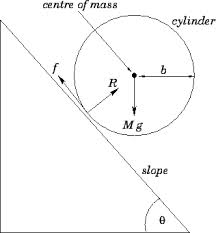 centre of mass
cylinder
f
R
b
M g
slope
θ